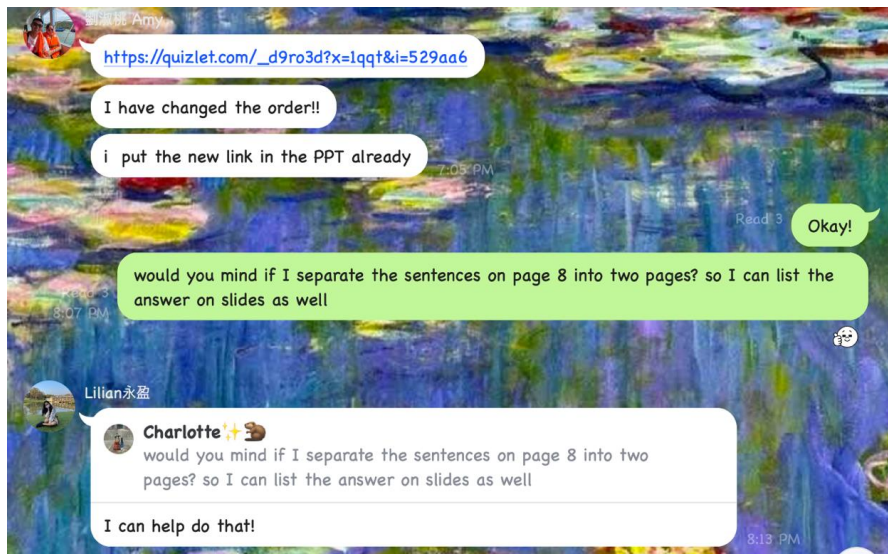 劉淑桃 Amy
https://quizlet.com/_d9ro3d?x=1qqt&i=529aa6
I have changed the order!!
i put the new link in the PPT already
7:05 PM
Read 3
Okay!
would you mind if I separate the sentences on page 8 into two pages? so I can list the
answer on slides as well
Read 3
8:07 PM
Lilian永盈
Charlotte✨🦫
would you mind if I separate the sentences on page 8 into two
pages? so I can list the answer on slides as well
I can help do that!
8:13 PM